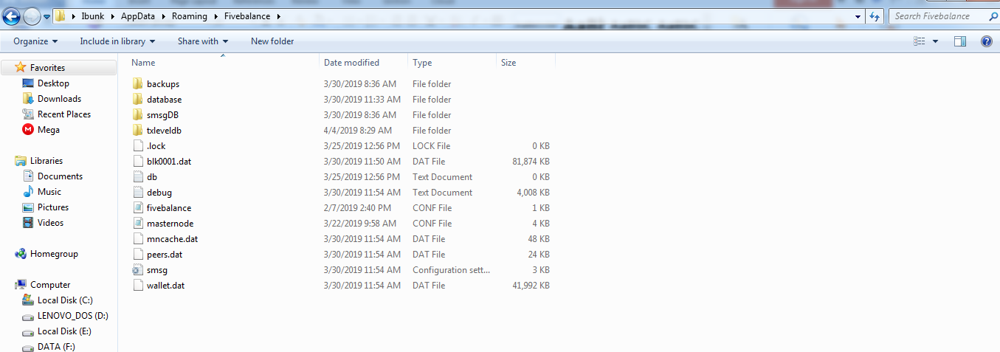 Ibunk AppData Roaming Fivebalance Search Fivebalance
Organize Include in library Share with New folder
Name Date modified Type Size
Favorites
Desktop
Downloads
Recent Places
Mega
Libraries
Documents
Music
Pictures
Videos
Homegroup
Computer
Local Disk (C:)
LENOVO_DOS (D:)
Local Disk (E:)
DATA (F:)
backups 3/30/2019 8:36 AM File folder
database 3/30/2019 11:33 AM File folder
smsgDB 3/30/2019 8:36 AM File folder
txleveldb 4/4/2019 8:29 AM File folder
.lock 3/25/2019 12:56 PM LOCK File 0 KB
blk0001.dat 3/30/2019 11:50 AM DAT File 81,874 KB
db 3/25/2019 12:56 PM Text Document 0 KB
debug 3/30/2019 11:54 AM Text Document 4,008 KB
fivebalance 2/7/2019 2:40 PM CONF File 1 KB
masternode 3/22/2019 9:58 AM CONF File 4 KB
mncache.dat 3/30/2019 11:54 AM DAT File 48 KB
peers.dat 3/30/2019 11:54 AM DAT File 24 KB
smsg 3/30/2019 11:54 AM Configuration sett... 3 KB
wallet.dat 3/30/2019 11:54 AM DAT File 41,992 KB